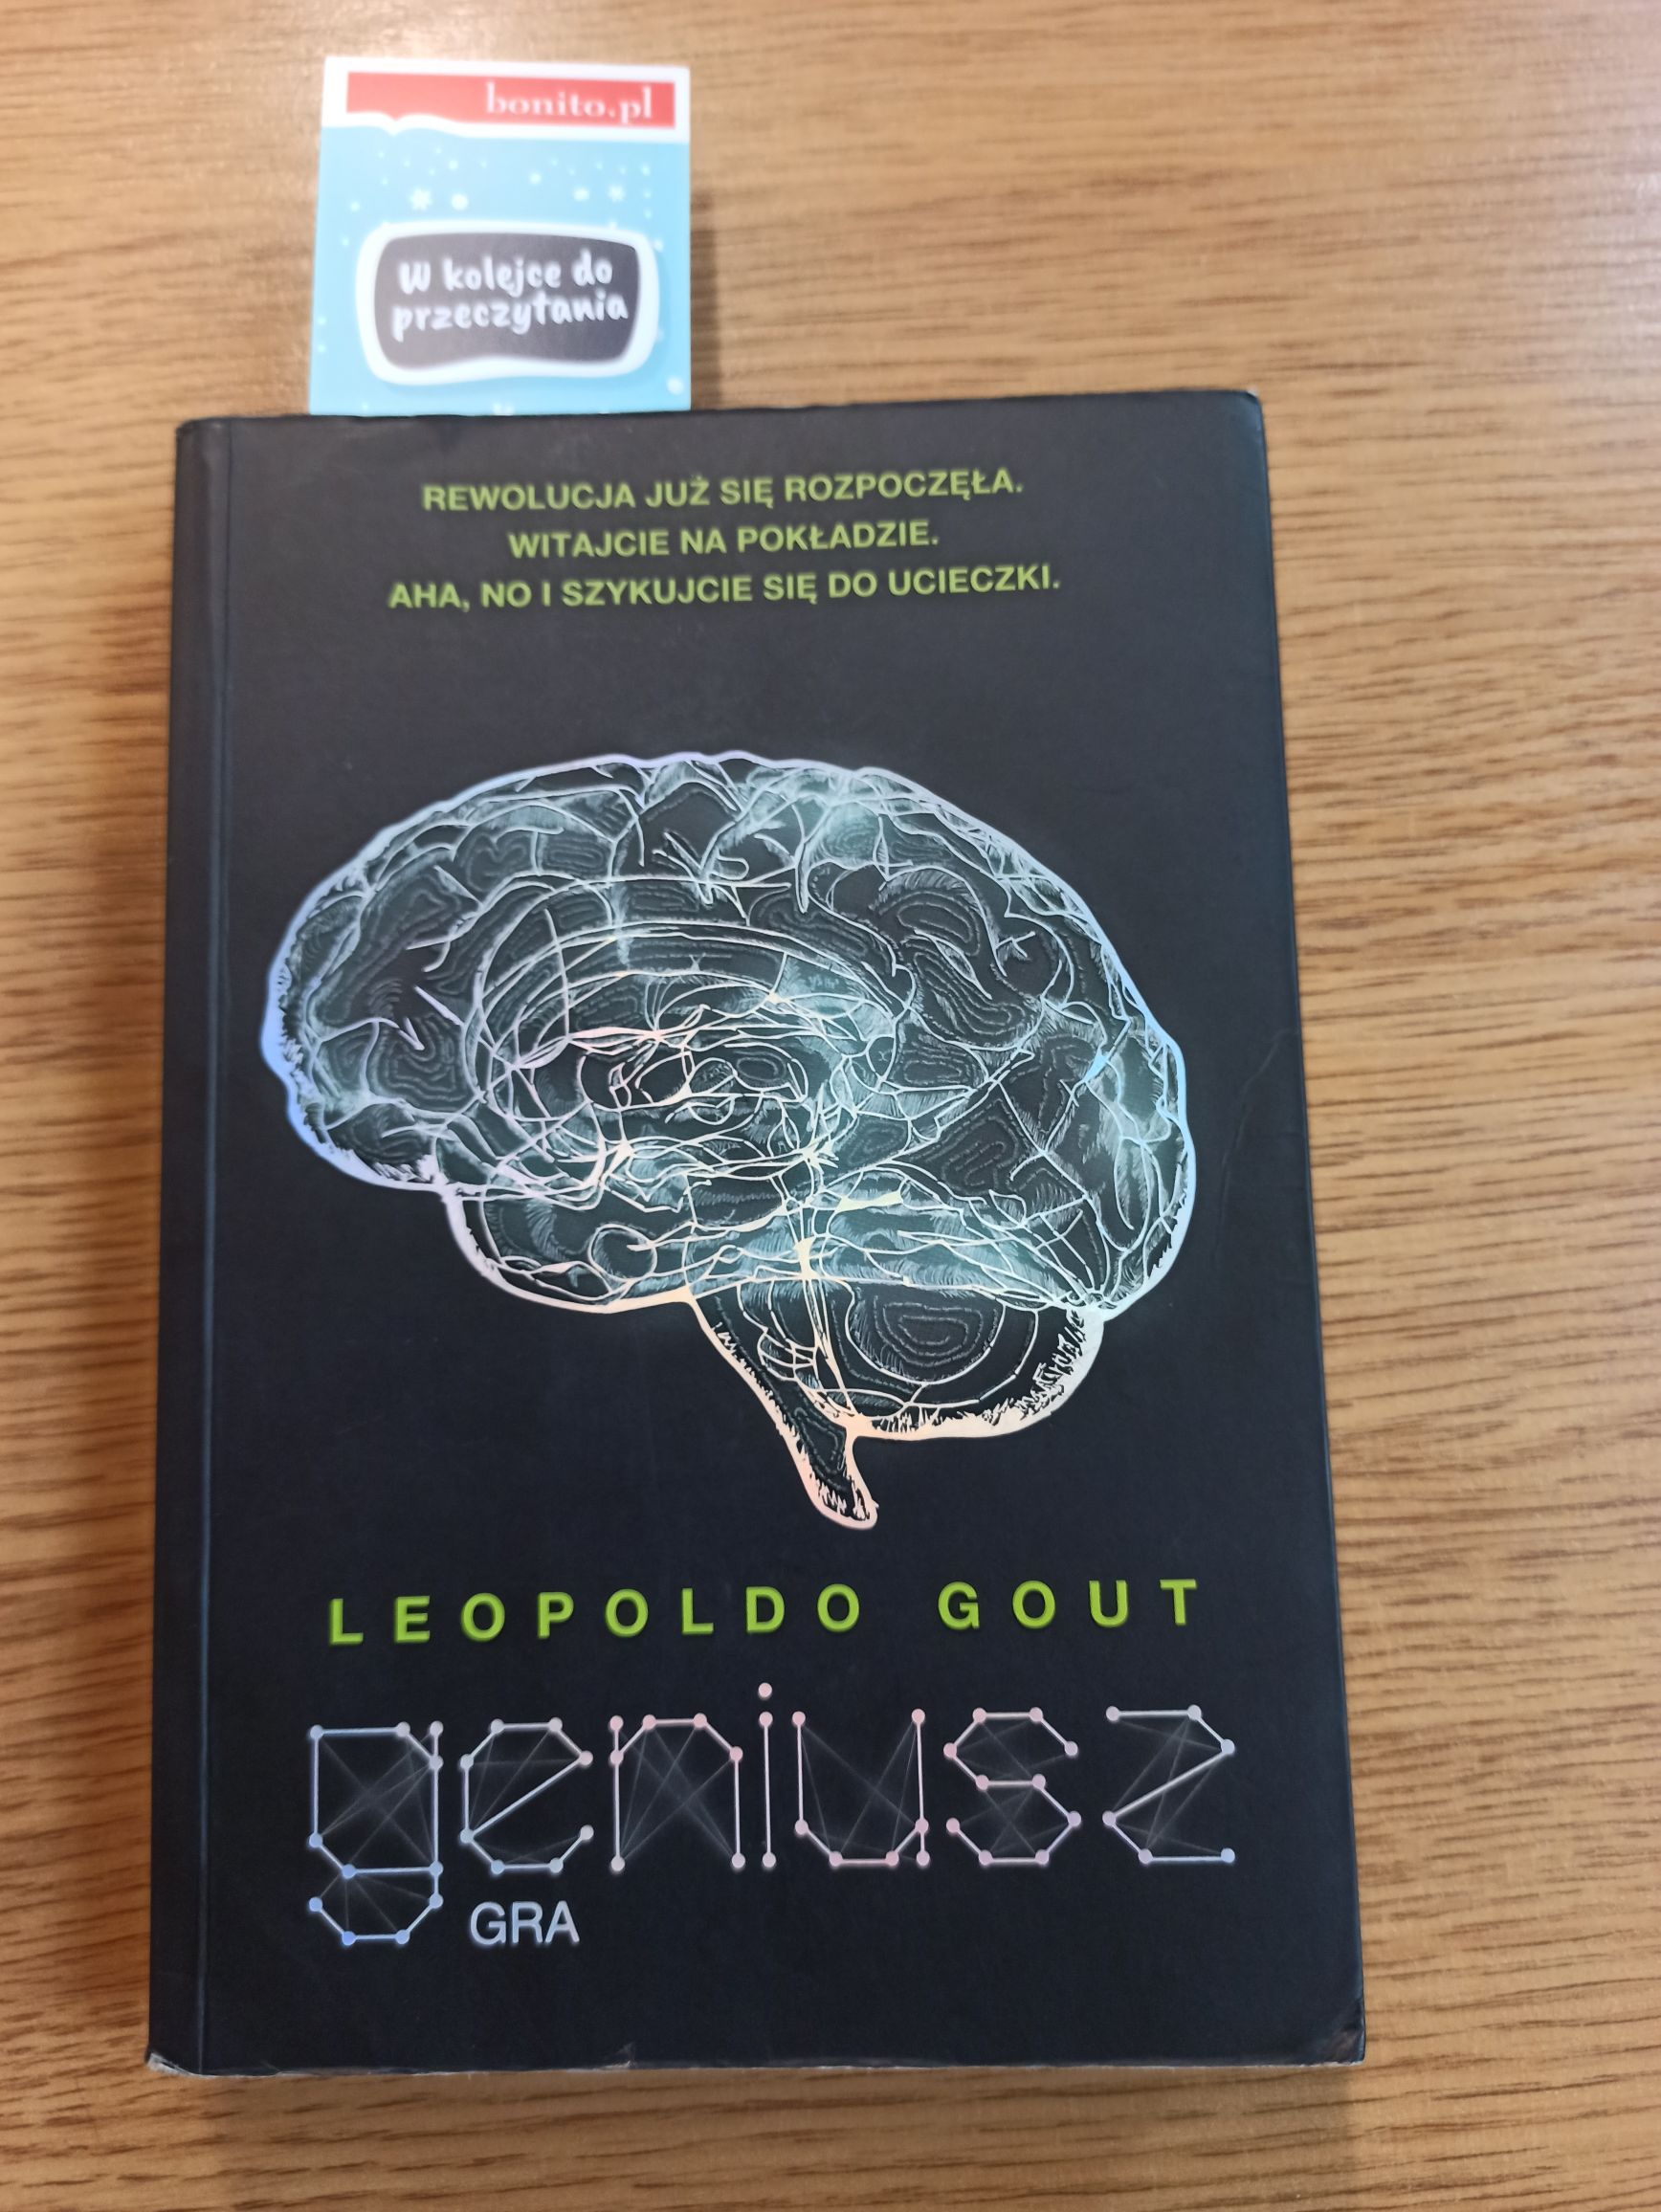 bonito.pl
W kolejce do
przeczytania
REWOLUCJA JUŻ SIĘ ROZPOCZĘŁA.
WITAJCIE NA POKŁADZIE.
AHA, NO I SZYKUJCIE SIĘ DO UCIECZKI.
LEOPOLDO GOUT
geniusz
GRA